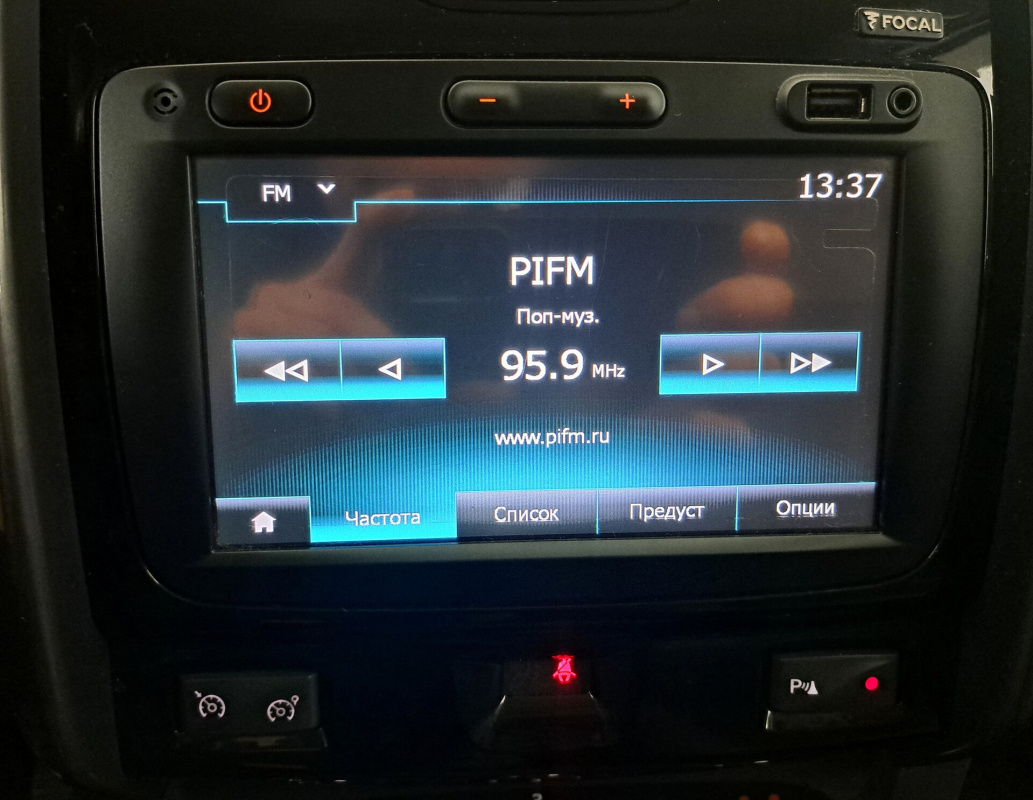 FOCAL
FM 13:37
PIFM
Поп-муз.
95.9 MHz
www.pifm.ru
Частота Список Предуст Опции
P